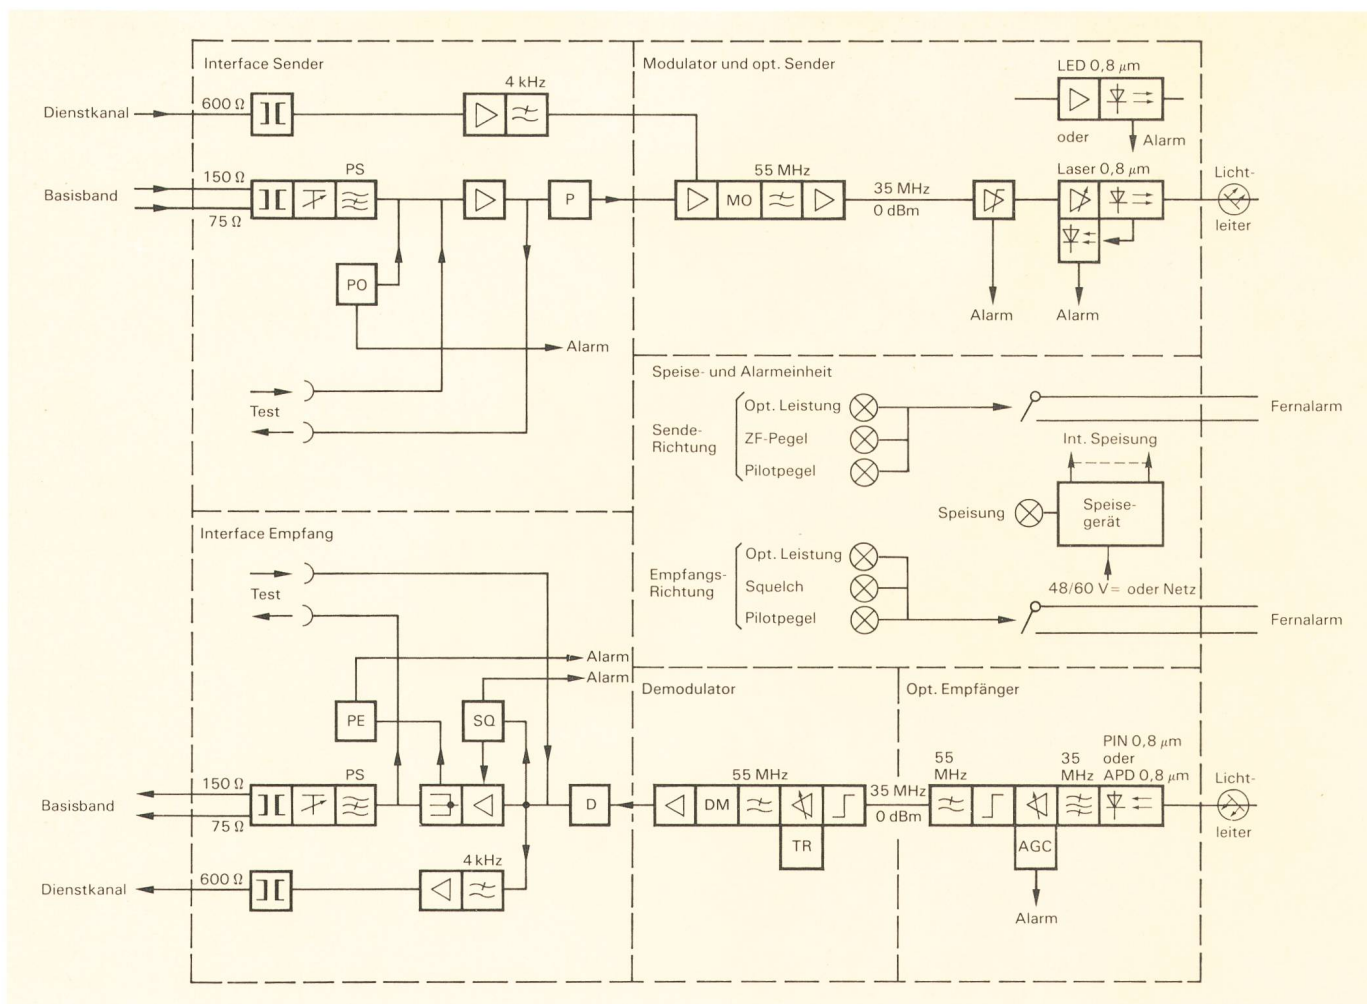 Interface Sender
Dienstkanal
600 Ω
4 kHz
Basisband
150 Ω
75 Ω
PS
P
PO
Alarm
Test
Modulator und opt. Sender
LED 0,8 µm
oder
Alarm
55 MHz
MO
35 MHz
0 dBm
Laser 0,8 µm
Licht-
leiter
Alarm
Alarm
Speise- und Alarmeinheit
Sende-
Richtung
Opt. Leistung
ZF-Pegel
Pilotpegel
Fernalarm
Int. Speisung
Speisung
Speise-
gerät
48/60 V= oder Netz
Empfangs-
Richtung
Opt. Leistung
Squelch
Pilotpegel
Fernalarm
Interface Empfang
Test
Alarm
Alarm
PE
SQ
Basisband
150 Ω
75 Ω
PS
D
Dienstkanal
600 Ω
4 kHz
Demodulator
55 MHz
DM
TR
35 MHz
0 dBm
Opt. Empfänger
55
MHz
35
MHz
PIN 0,8 µm
oder
APD 0,8 µm
AGC
Alarm
Licht-
leiter